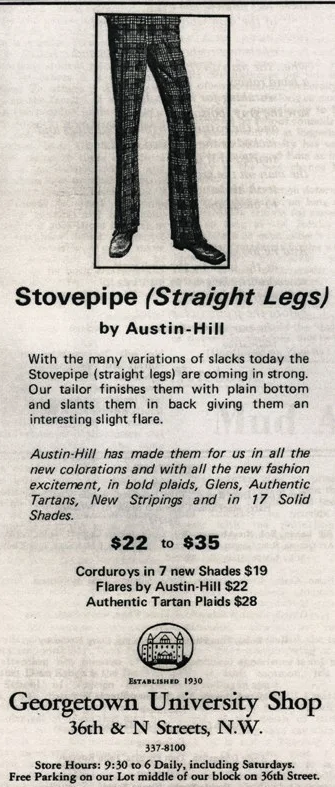 Stovepipe (Straight Legs)
by Austin-Hill
With the many variations of slacks today the
Stovepipe (straight legs) are coming in strong.
Our tailor finishes them with plain bottom
and slants them in back giving them an
interesting slight flare.
Austin-Hill has made them for us in all the
new colorations and with all the new fashion
excitement, in bold plaids, Glens, Authentic
Tartans, New Stripings and in 17 Solid
Shades.
$22 to $35
Corduroys in 7 new Shades $19
Flares by Austin-Hill $22
Authentic Tartan Plaids $28
ESTABLISHED 1930
Georgetown University Shop
36th & N Streets, N.W.
337-8100
Store Hours: 9:30 to 6 Daily, including Saturdays.
Free Parking on our Lot middle of our block on 36th Street.